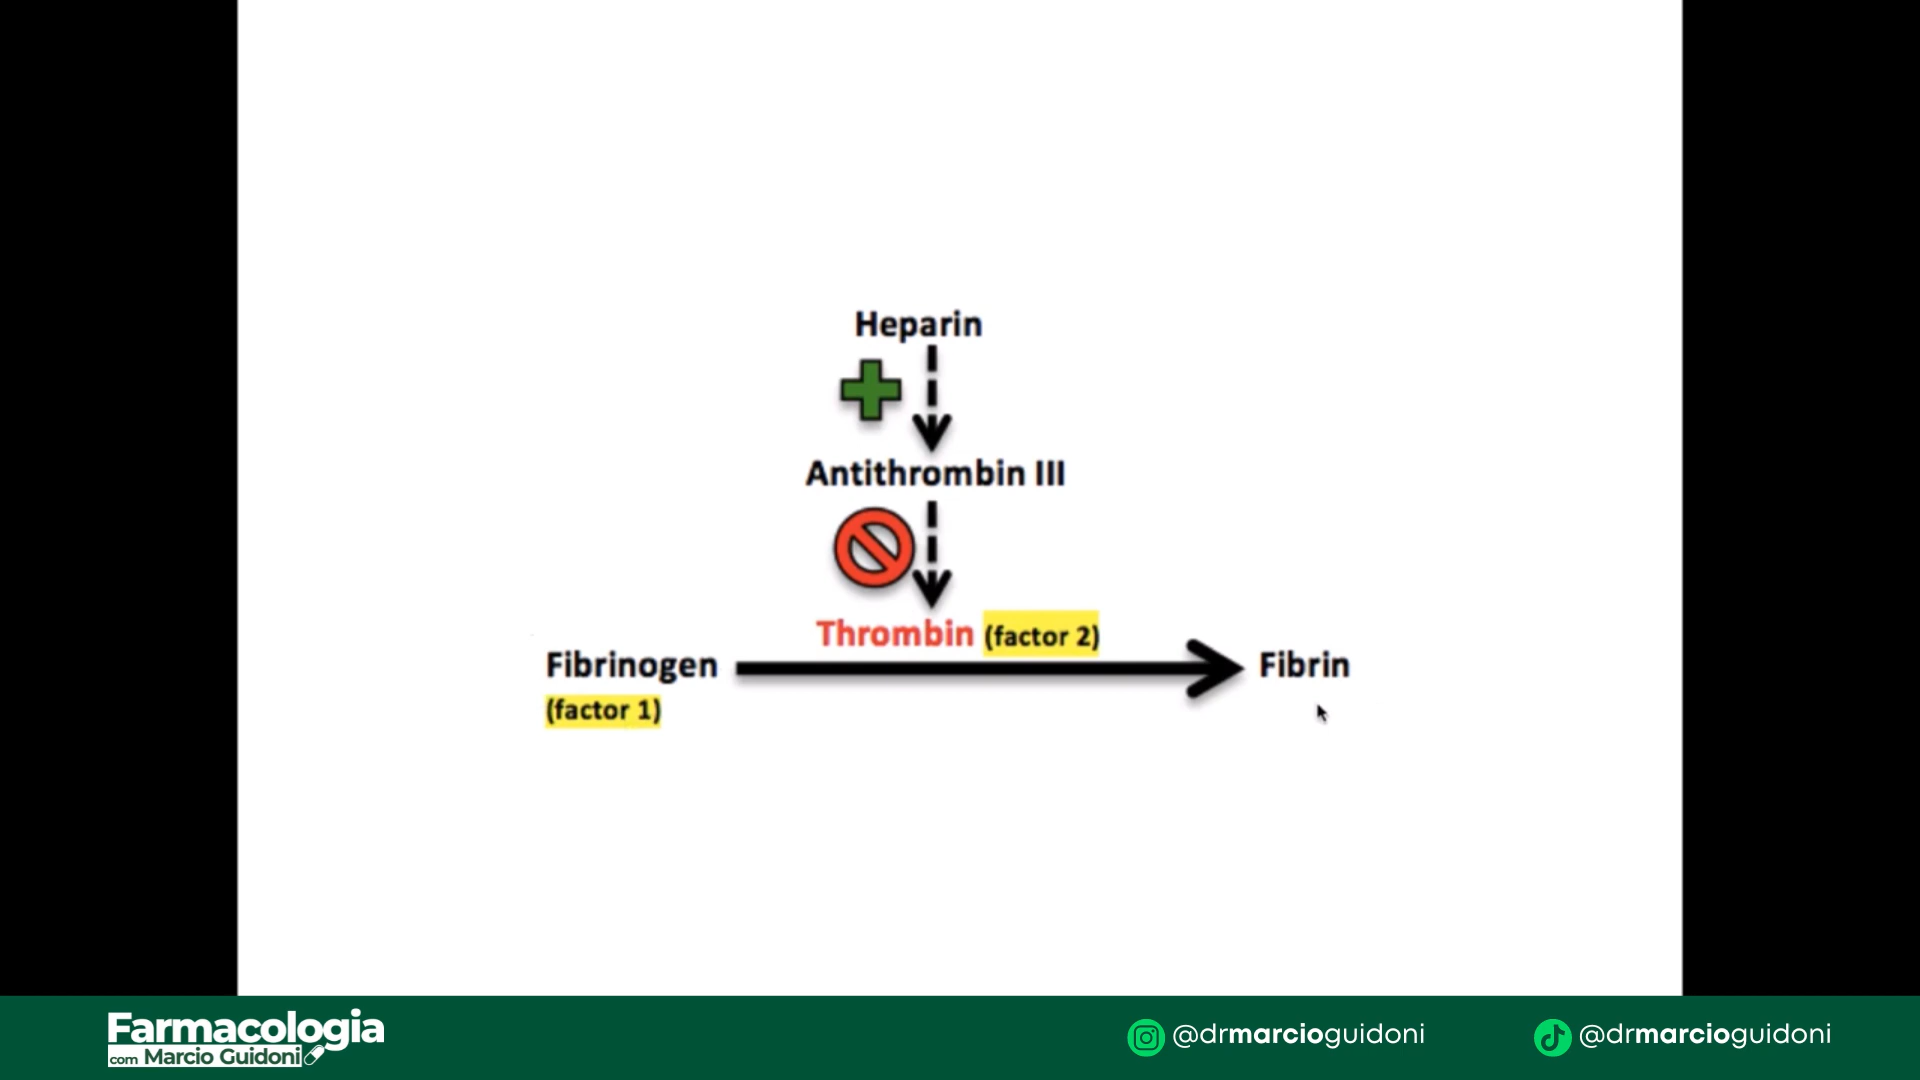 Heparin
Antithrombin III
Thrombin (factor 2)
Fibrinogen
Fibrin
(factor 1)
Farmacologia
com Marcio Guidoni
@drmarcioguidoni
@drmarcioguidoni